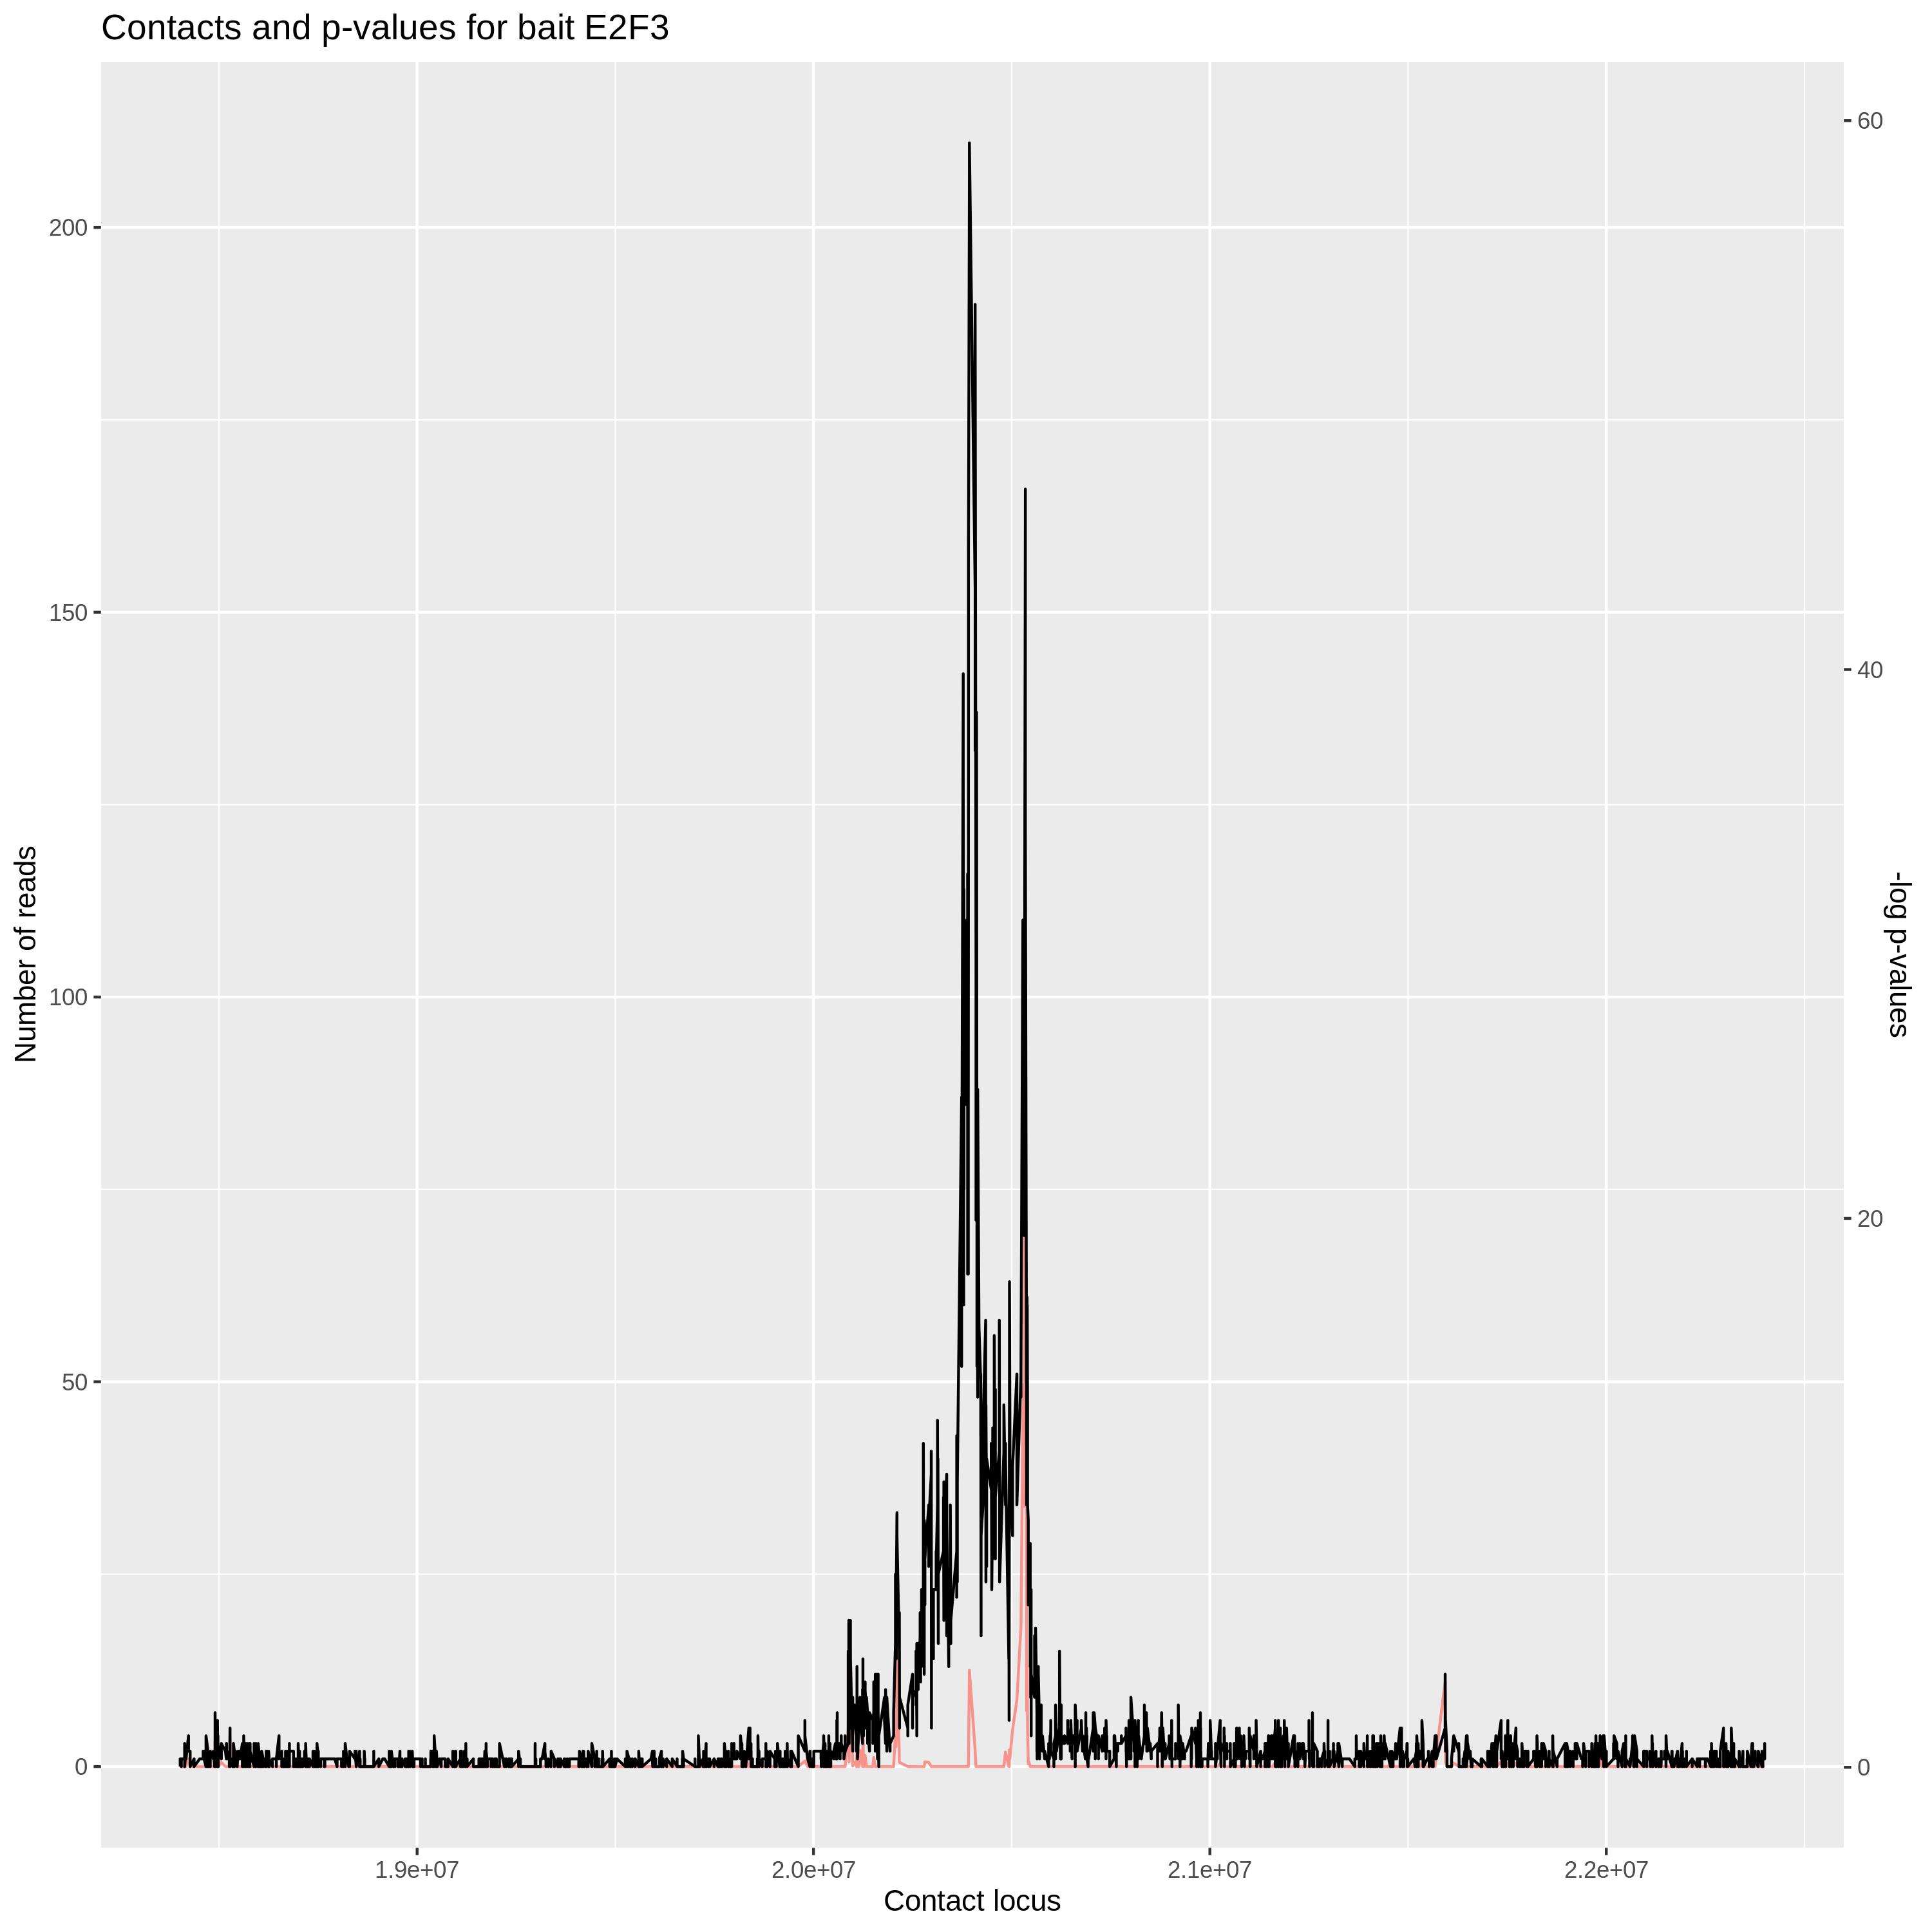 Contacts and p-values for bait E2F3
Number of reads
200
150
100
50
0
60
40
20
0
-log p-values
1.9e+07
2.0e+07
2.1e+07
2.2e+07
Contact locus